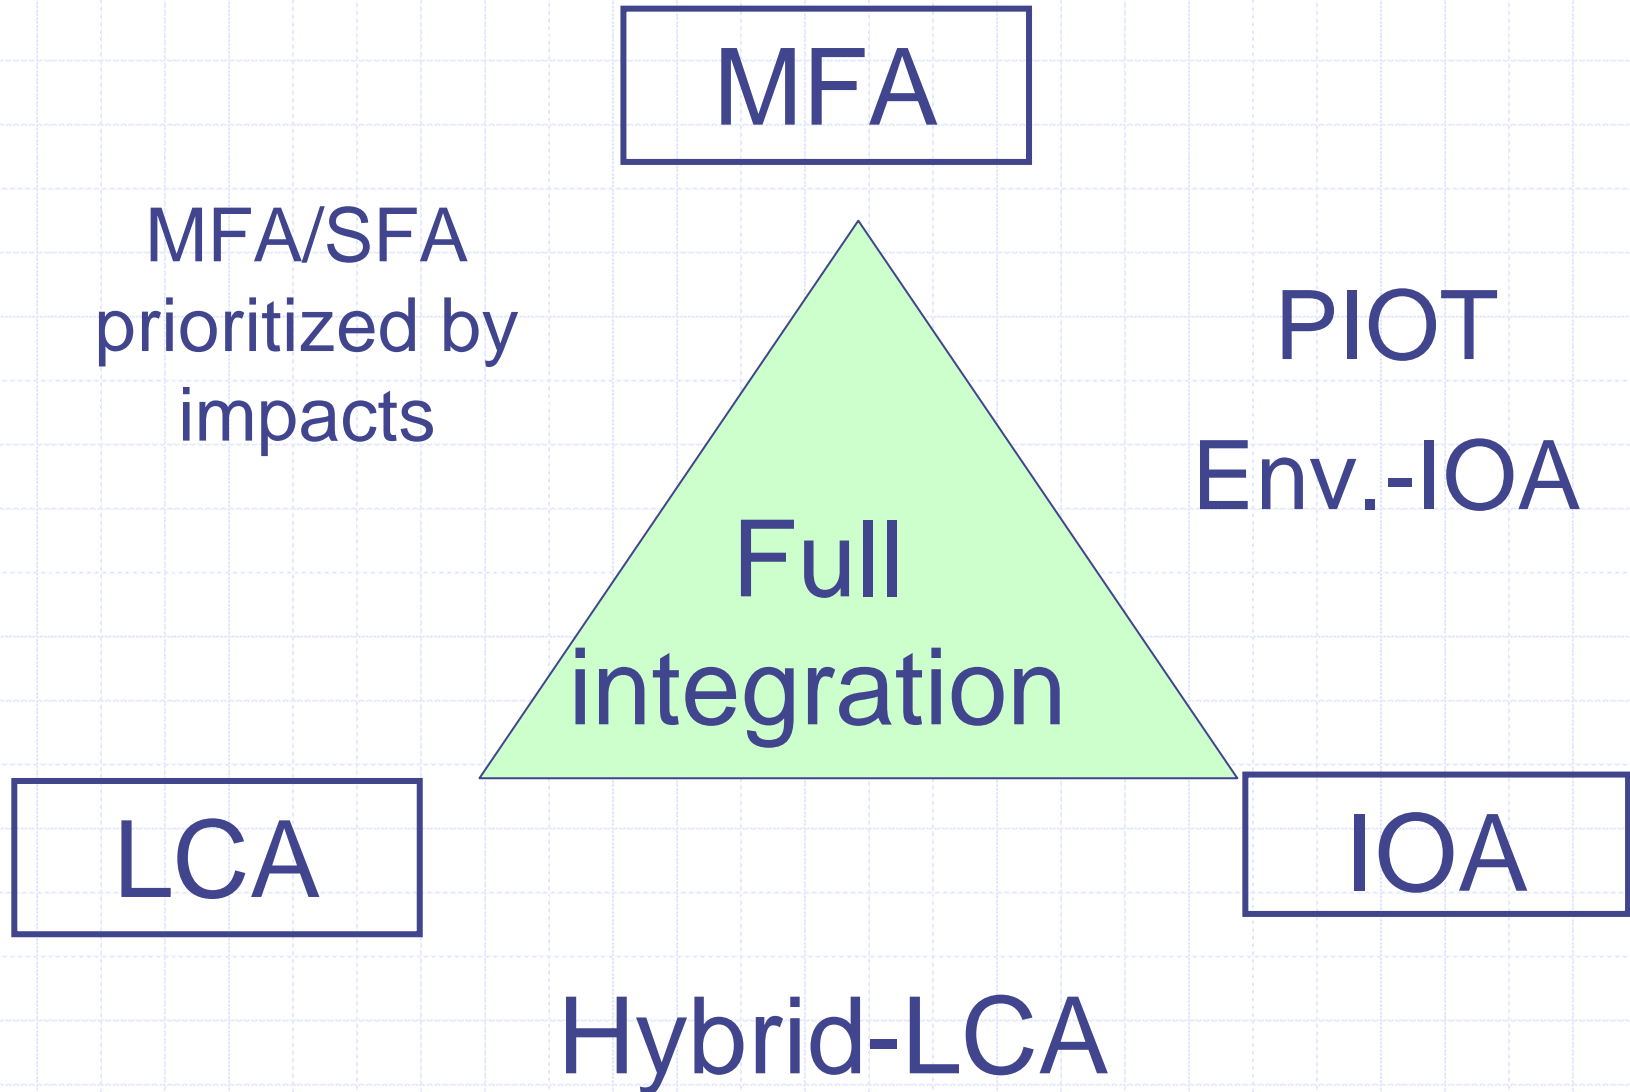 MFA
MFA/SFA
prioritized by
impacts
PIOT
Env.-IOA
Full
integration
LCA
IOA
Hybrid-LCA